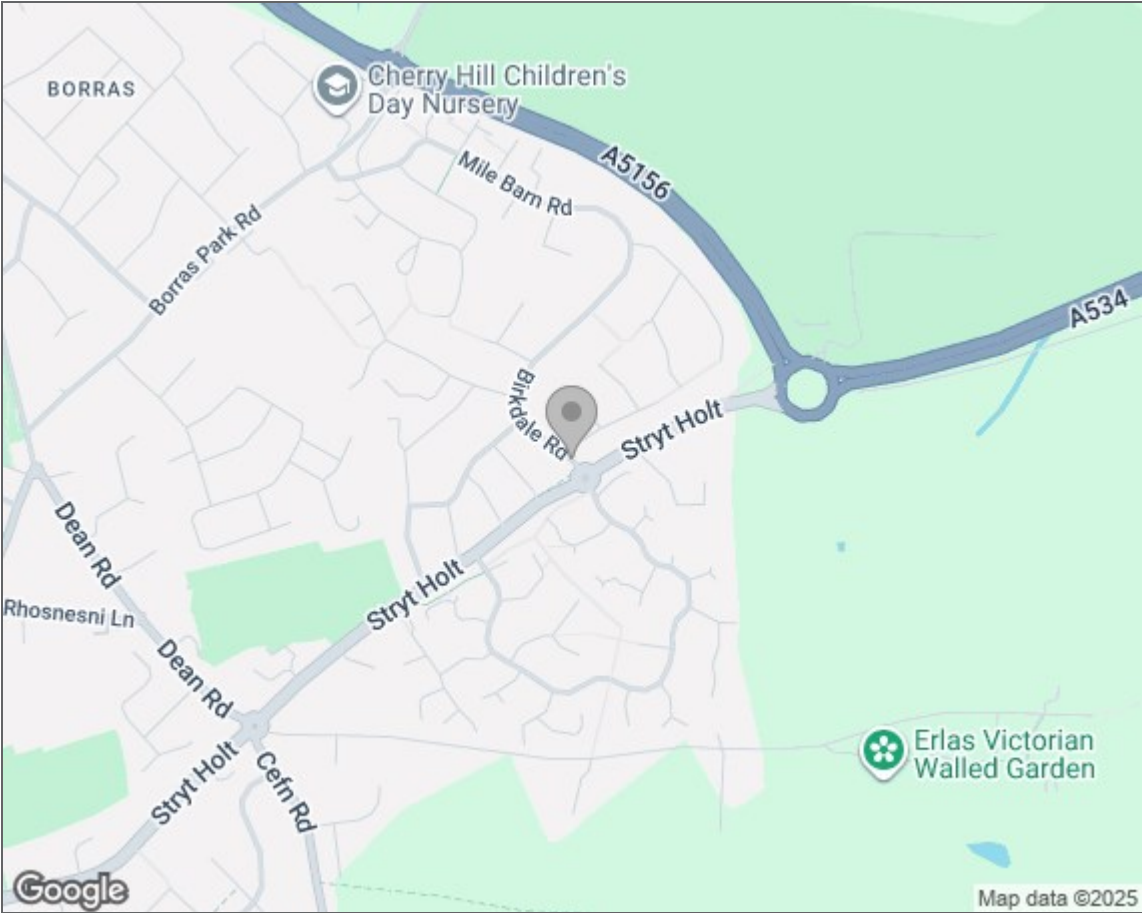 BORRAS
Cherry Hill Children's
Day Nursery
A5156
Mile Barn Rd
Borras Park Rd
A534
Birkdale Rd
Stryt Holt
Dean Rd
Stryt Holt
Rhosnesni Ln
Dean Rd
Erlas Victorian
Walled Garden
Stryt Holt
Cefn Rd
Google
Map data ©2025